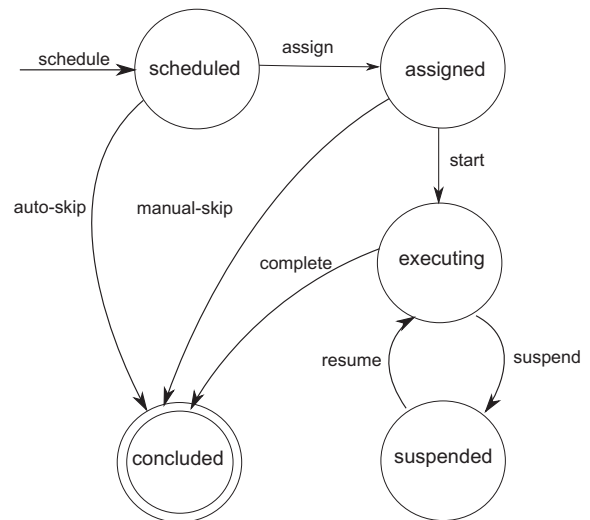 schedule
scheduled
assign
assigned
start
auto-skip
manual-skip
complete
executing
resume
suspend
concluded
suspended